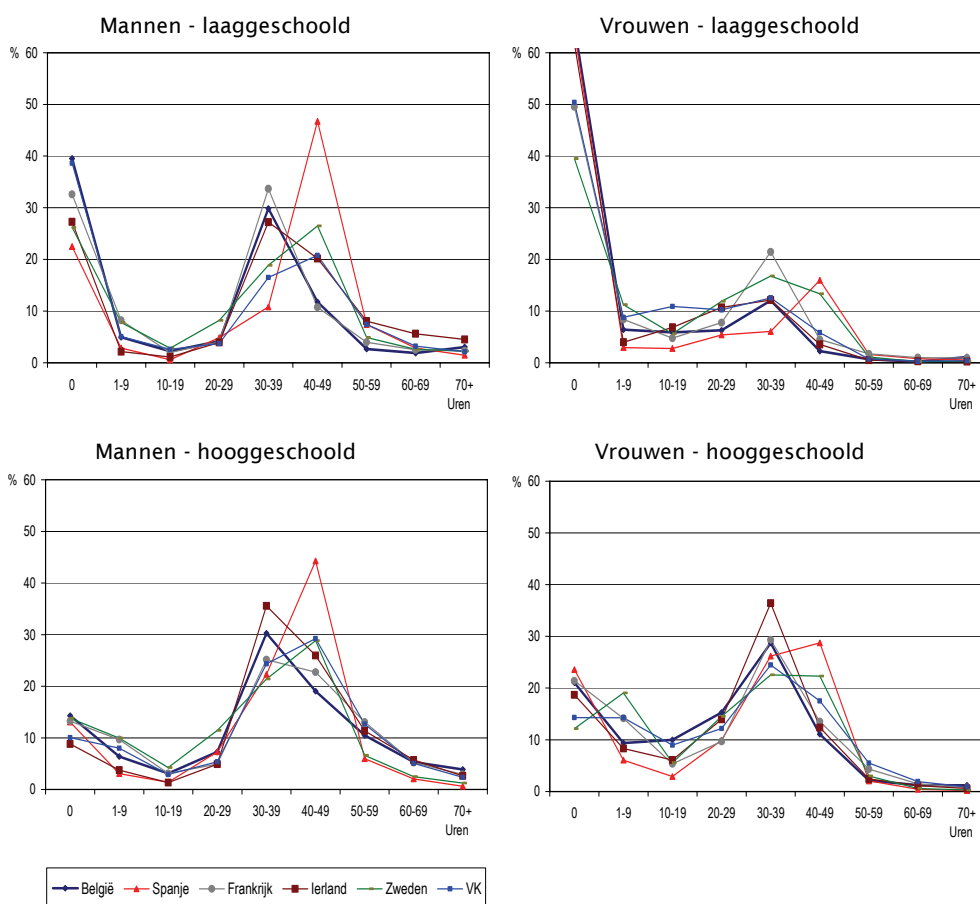 Mannen - laaggeschoold
% 60
50
40
30
20
10
0
0 1-9 10-19 20-29 30-39 40-49 50-59 60-69 70+
Uren
Vrouwen - laaggeschoold
% 60
50
40
30
20
10
0
0 1-9 10-19 20-29 30-39 40-49 50-59 60-69 70+
Uren
Mannen - hooggeschoold
% 60
50
40
30
20
10
0
0 1-9 10-19 20-29 30-39 40-49 50-59 60-69 70+
Uren
Vrouwen - hooggeschoold
% 60
50
40
30
20
10
0
0 1-9 10-19 20-29 30-39 40-49 50-59 60-69 70+
Uren
België Spanje Frankrijk Ierland Zweden VK